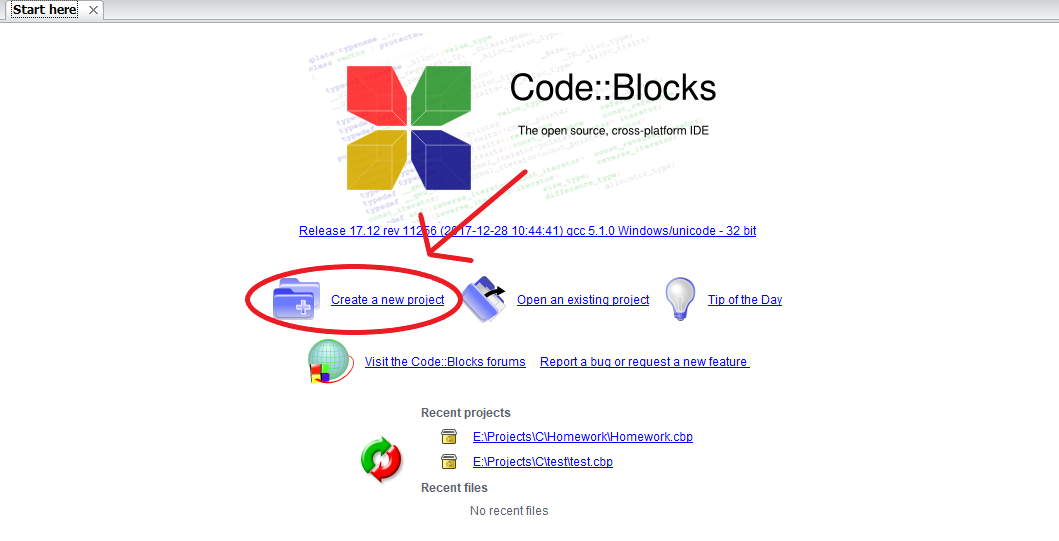 Start here
Code::Blocks
The open source, cross-platform IDE
Release 17.12 rev 11256 (2017-12-28 10:44:41) gcc 5.1.0 Windows/unicode - 32 bit
Create a new project Open an existing project Tip of the Day
Visit the Code::Blocks forums Report a bug or request a new feature
Recent projects
E:\Projects\C\Homework\Homework.cbp
E:\Projects\C\test\test.cbp
Recent files
No recent files